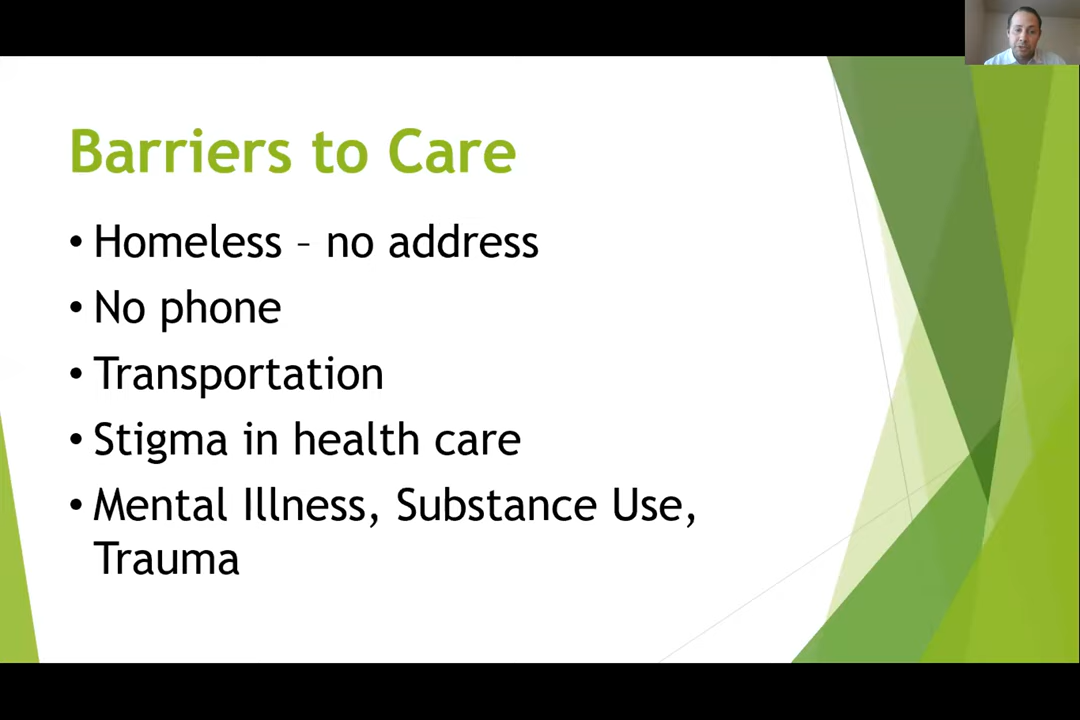 Barriers to Care
• Homeless – no address
• No phone
• Transportation
• Stigma in health care
• Mental Illness, Substance Use,
Trauma